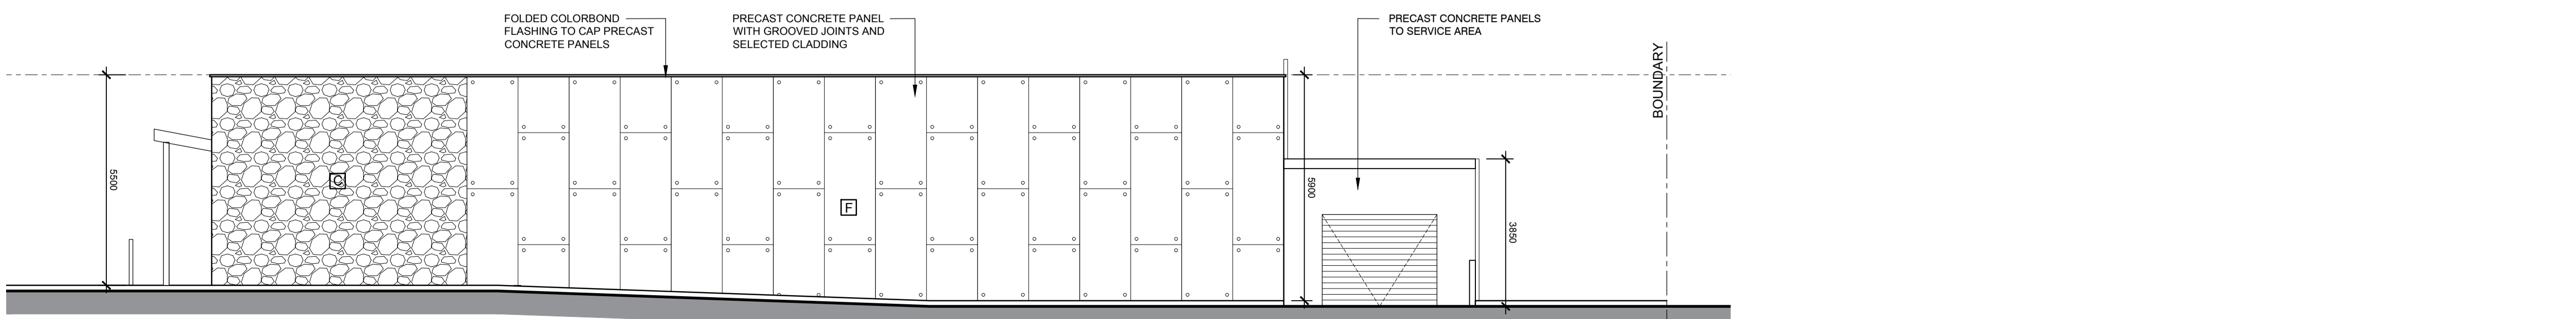 FOLDED COLORBOND
FLASHING TO CAP PRECAST
CONCRETE PANELS
PRECAST CONCRETE PANEL
WITH GROOVED JOINTS AND
SELECTED CLADDING
PRECAST CONCRETE PANELS
TO SERVICE AREA
BOUNDARY
5500
C
F
5900
3850